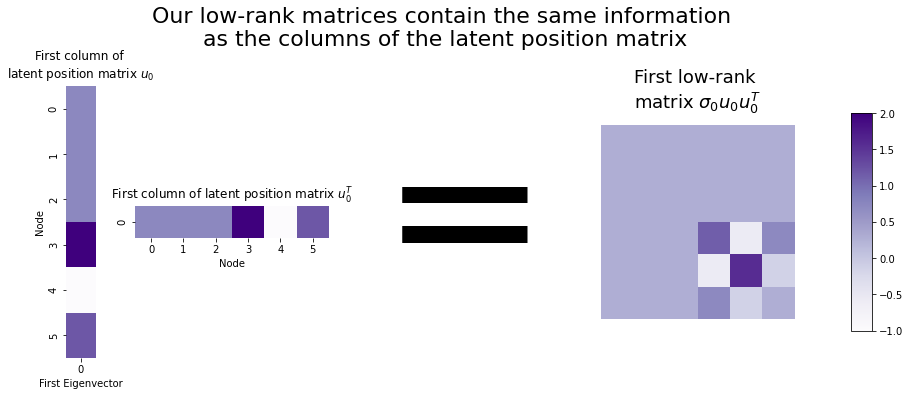 Our low-rank matrices contain the same information
as the columns of the latent position matrix
First column of
latent position matrix $u_0$
0
1
2
3
4
5
Node
0
First Eigenvector
First column of latent position matrix $u_0^T$
0
0 1 2 3 4 5
Node
First low-rank
matrix $\sigma_0 u_0 u_0^T$
2.0
1.5
1.0
0.5
0.0
−0.5
−1.0